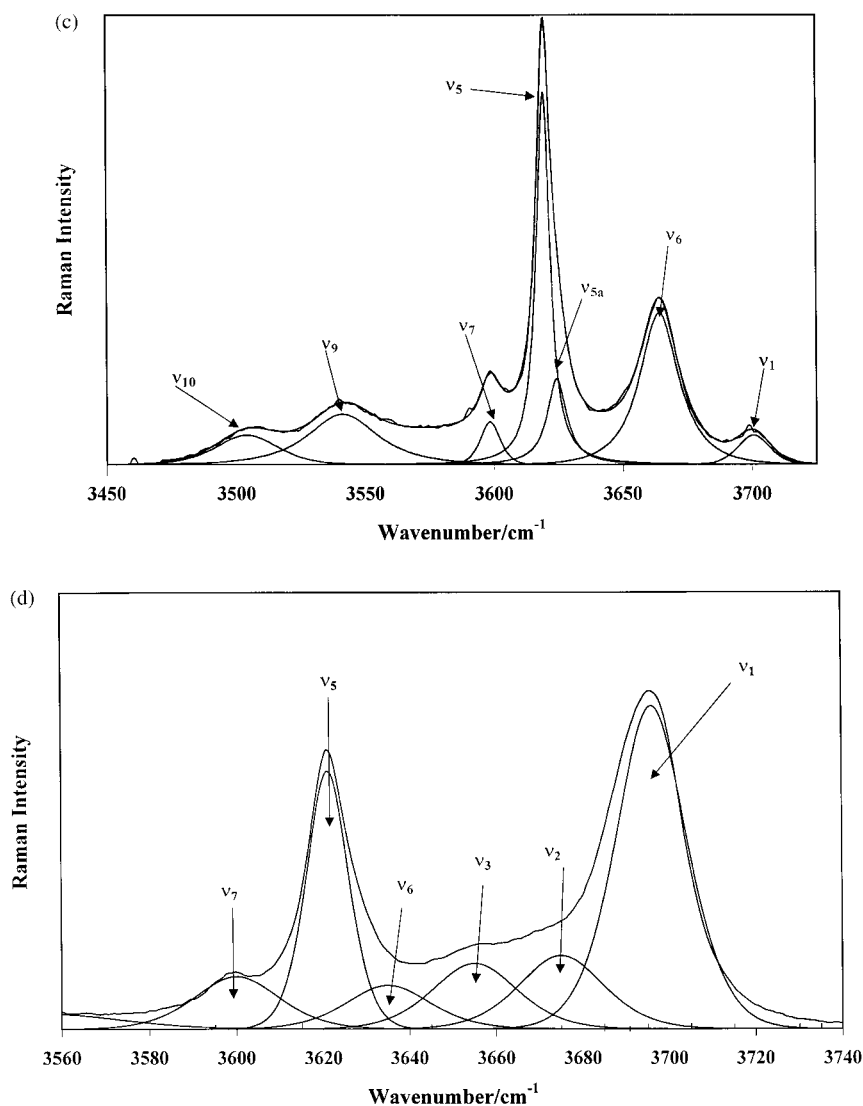 (c)
Raman Intensity
ν5
ν6
ν5a
ν7
ν9
ν1
ν10
3450 3500 3550 3600 3650 3700
Wavenumber/cm-1
(d)
Raman Intensity
ν1
ν5
ν2
ν3
ν6
ν7
3560 3580 3600 3620 3640 3660 3680 3700 3720 3740
Wavenumber/cm-1